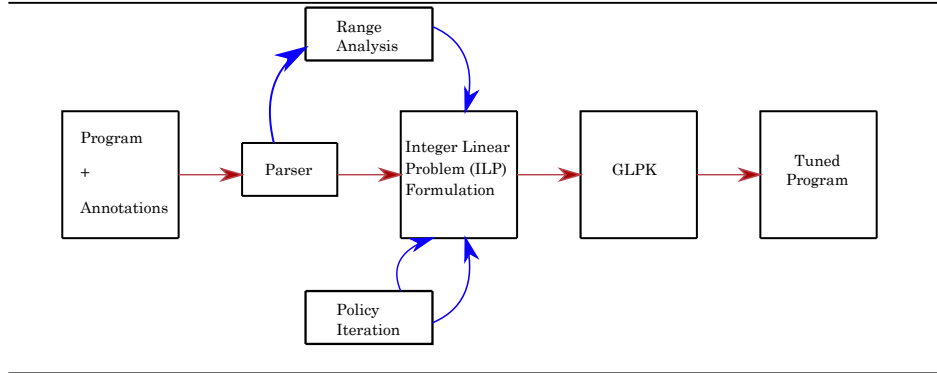 Range
Analysis
Program
+
Annotations
Parser
Integer Linear
Problem (ILP)
Formulation
GLPK
Tuned
Program
Policy
Iteration